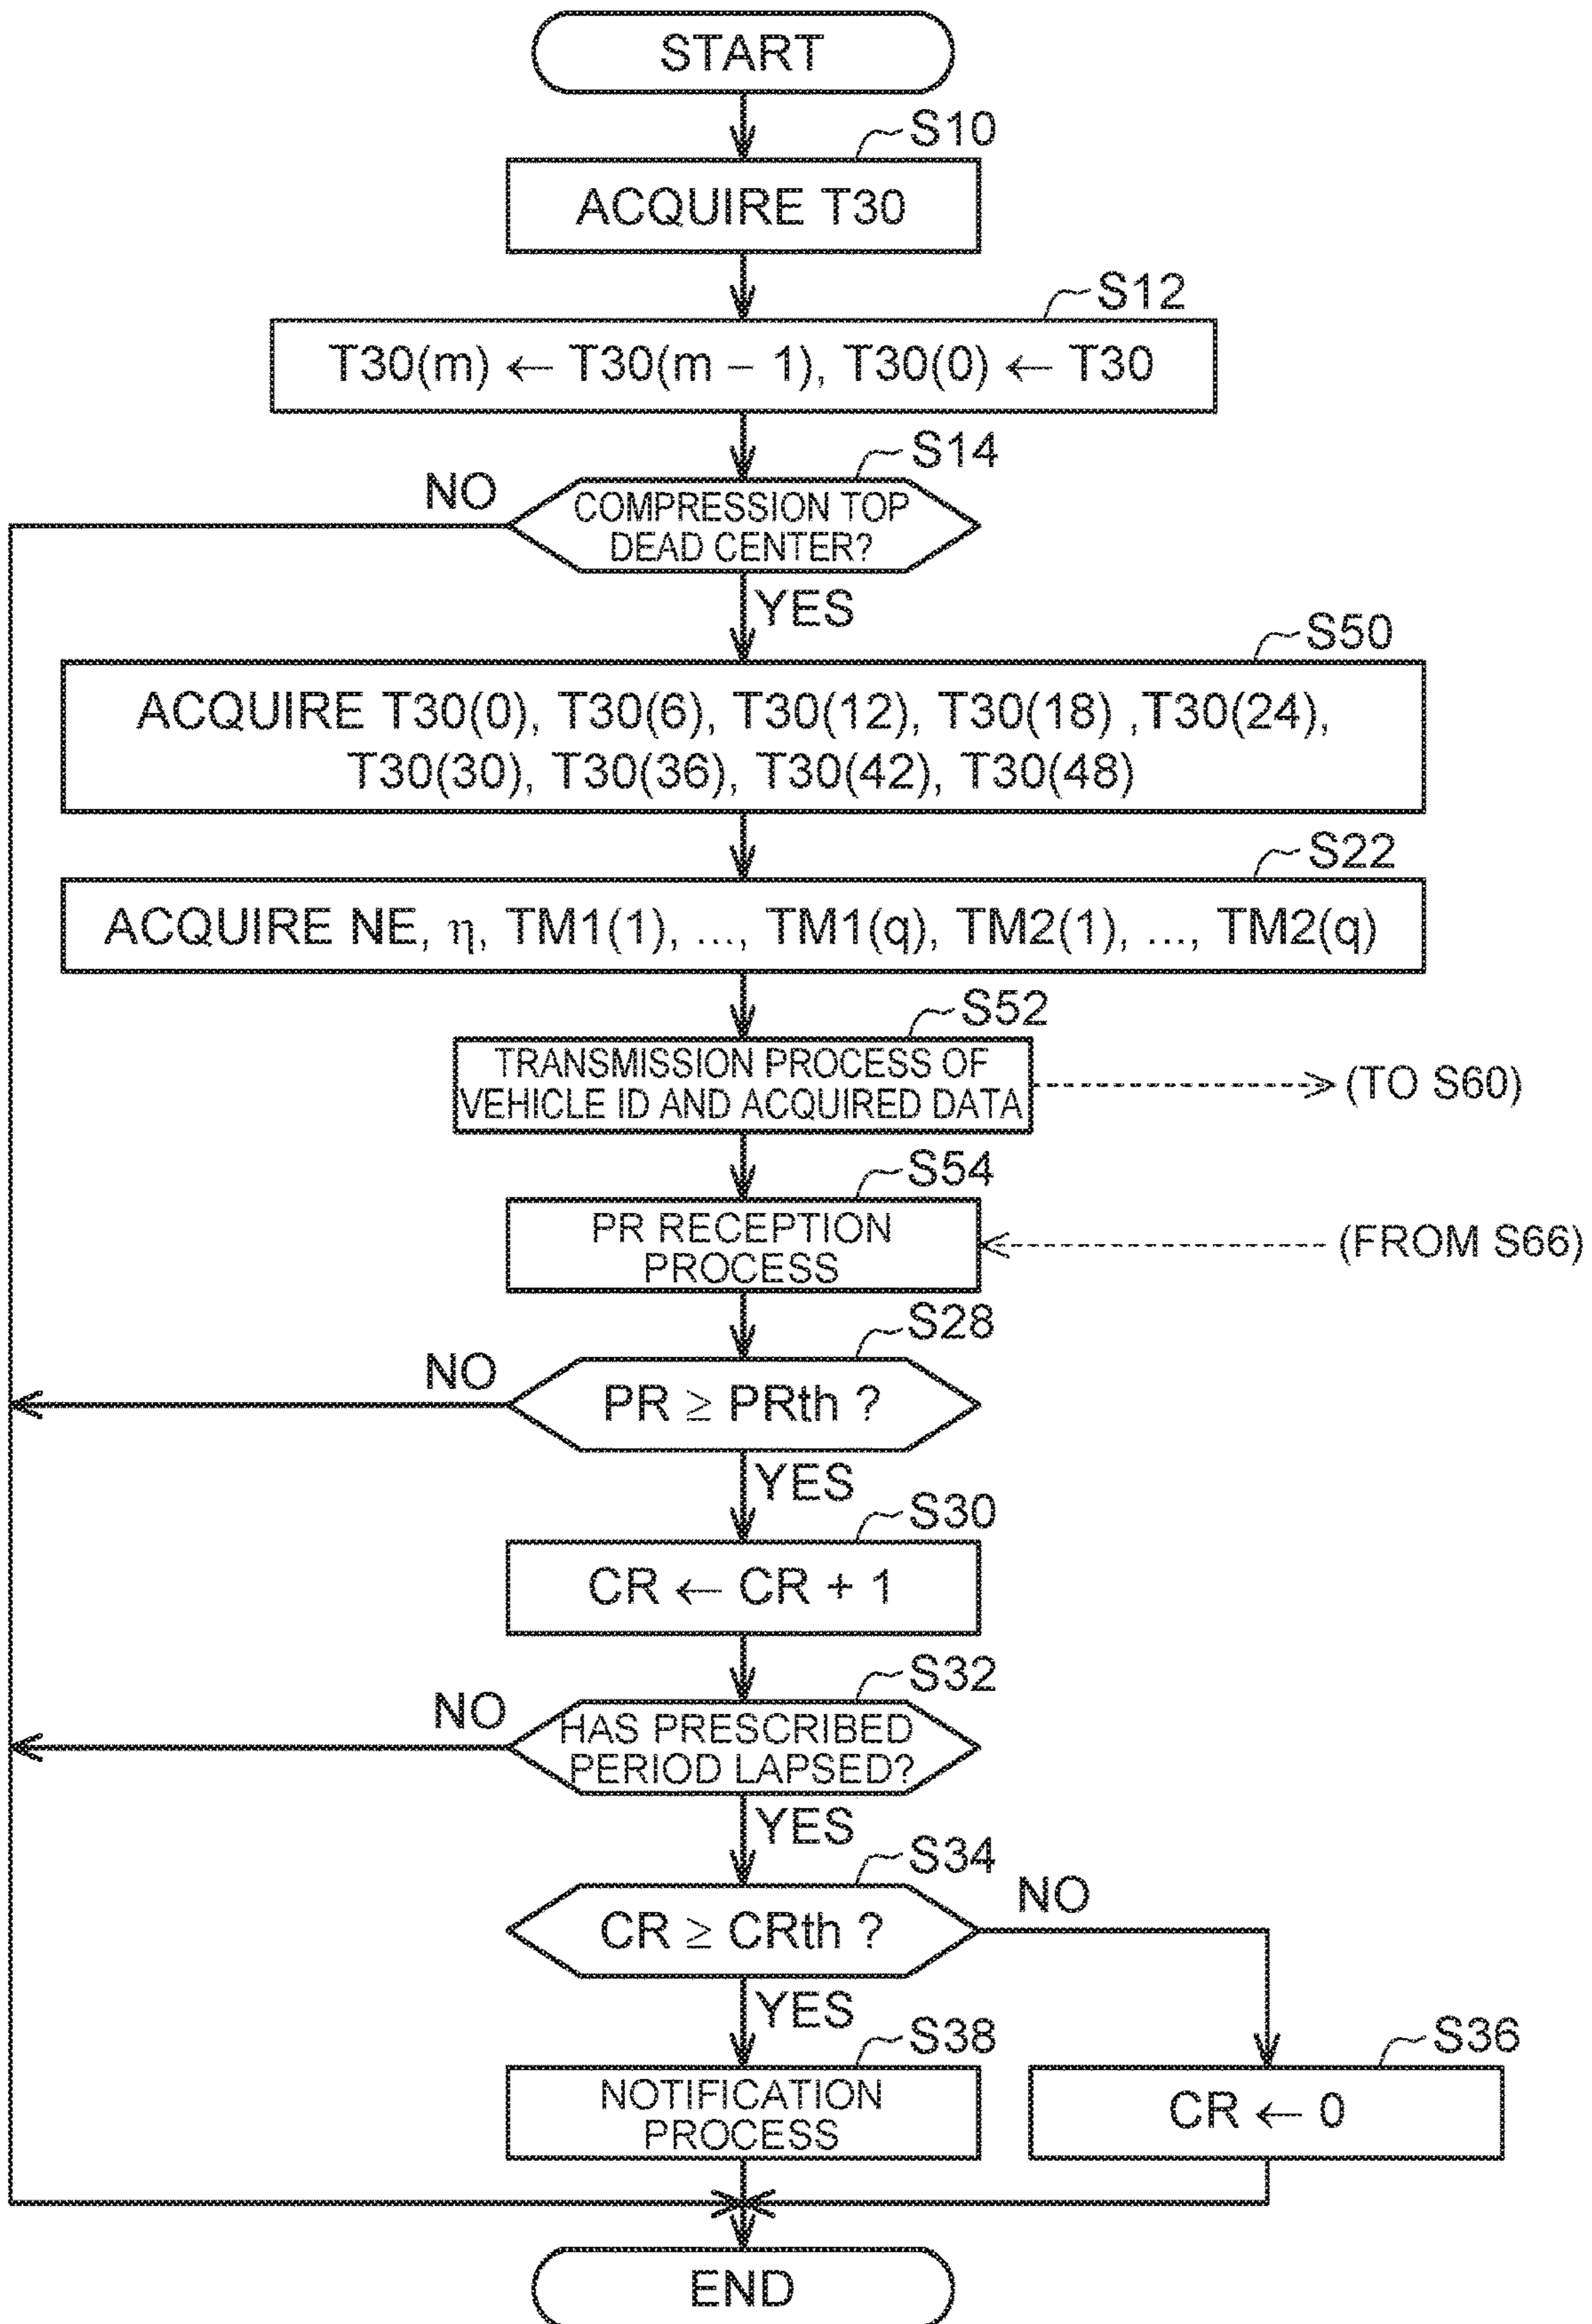 START
S10
ACQUIRE T30
S12
T30(m) ← T30(m – 1), T30(0) ← T30
S14
NO
COMPRESSION TOP
DEAD CENTER?
YES
S50
ACQUIRE T30(0), T30(6), T30(12), T30(18) ,T30(24),
T30(30), T30(36), T30(42), T30(48)
S22
ACQUIRE NE, η, TM1(1), ..., TM1(q), TM2(1), ..., TM2(q)
S52
TRANSMISSION PROCESS OF
VEHICLE ID AND ACQUIRED DATA
(TO S60)
S54
PR RECEPTION
PROCESS
(FROM S66)
S28
NO
PR ≥ PRth ?
YES
S30
CR ← CR + 1
S32
NO
HAS PRESCRIBED
PERIOD LAPSED?
YES
S34
NO
CR ≥ CRth ?
YES
S38
S36
NOTIFICATION
PROCESS
CR ← 0
END